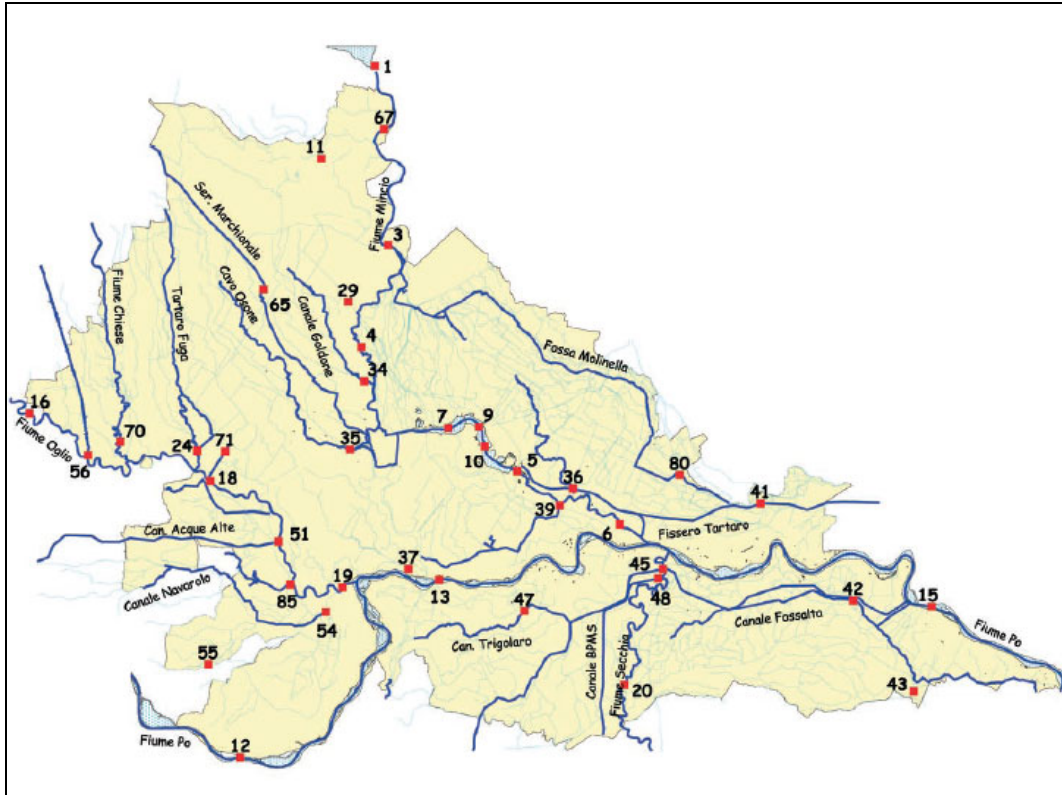 1
67
11
Ser. Marchionale
Fiume Mincio
3
Fiume Chiese
Tartaro Fuga
Cavo Osone
65
29
Canale Goldone
4
Fossa Molinella
34
16
Fiume Oglio
70
7
9
24
71
35
10
5
56
18
36
80
39
41
6
Fissero Tartaro
Can. Acque Alte
51
37
45
Canale Navarolo
85
19
13
48
42
15
54
47
Canale Fossalta
Can. Trigolaro
Canale BPMS
Fiume Secchia
Fiume Po
55
20
43
Fiume Po
12